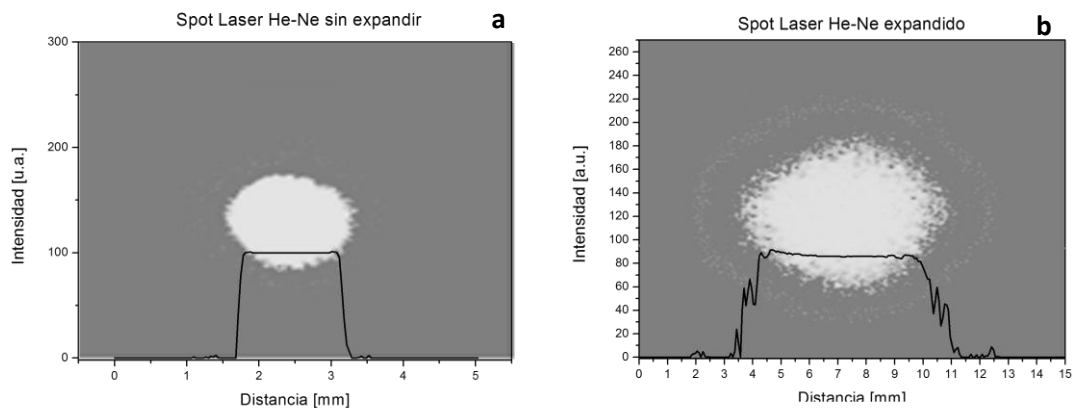 Spot Laser He-Ne sin expandir
a
300
200
100
0
Intensidad [u.a.]
0 1 2 3 4 5
Distancia [mm]
Spot Laser He-Ne expandido
b
260
240
220
200
180
160
140
120
100
80
60
40
20
0
Intensidad [a.u.]
0 1 2 3 4 5 6 7 8 9 10 11 12 13 14 15
Distancia [mm]